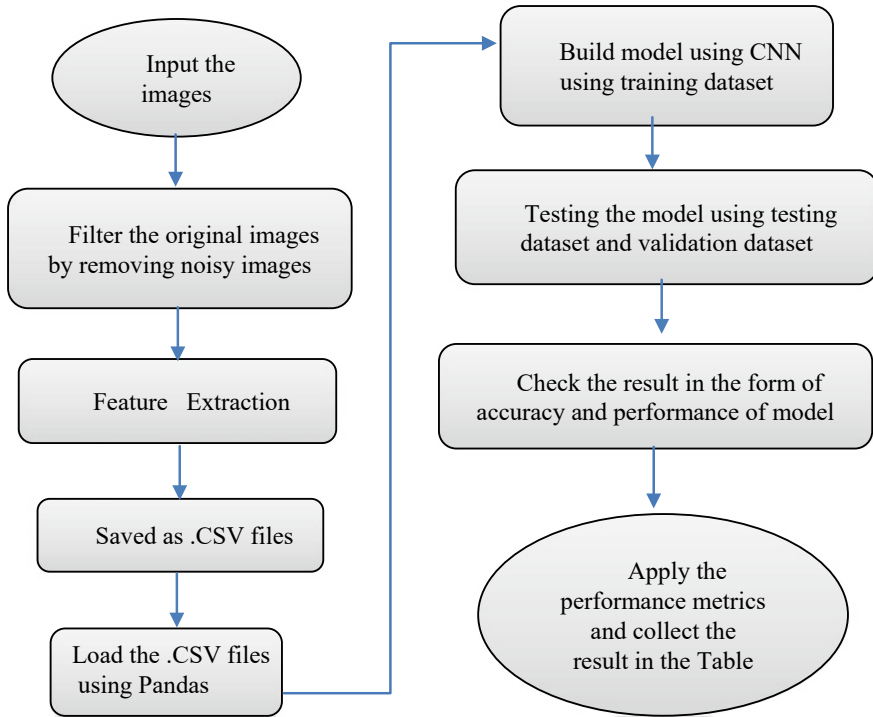 Input the
images
Filter the original images
by removing noisy images
Feature Extraction
Saved as .CSV files
Load the .CSV files
using Pandas
Build model using CNN
using training dataset
Testing the model using testing
dataset and validation dataset
Check the result in the form of
accuracy and performance of model
Apply the
performance metrics
and collect the
result in the Table